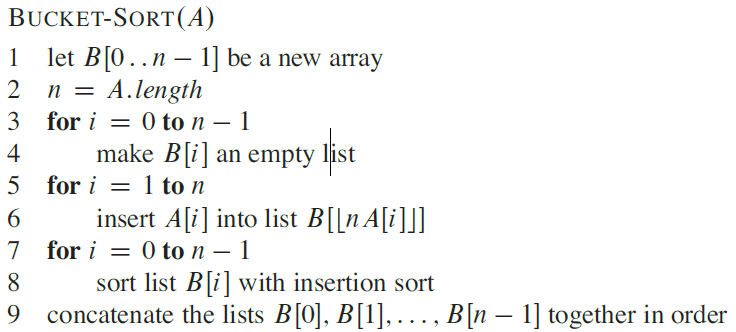 BUCKET-SORT(A)
1 let B[0..n − 1] be a new array
2 n = A.length
3 for i = 0 to n − 1
4 make B[i] an empty list
5 for i = 1 to n
6 insert A[i] into list B[⌊nA[i]⌋]
7 for i = 0 to n − 1
8 sort list B[i] with insertion sort
9 concatenate the lists B[0], B[1], . . . , B[n − 1] together in order